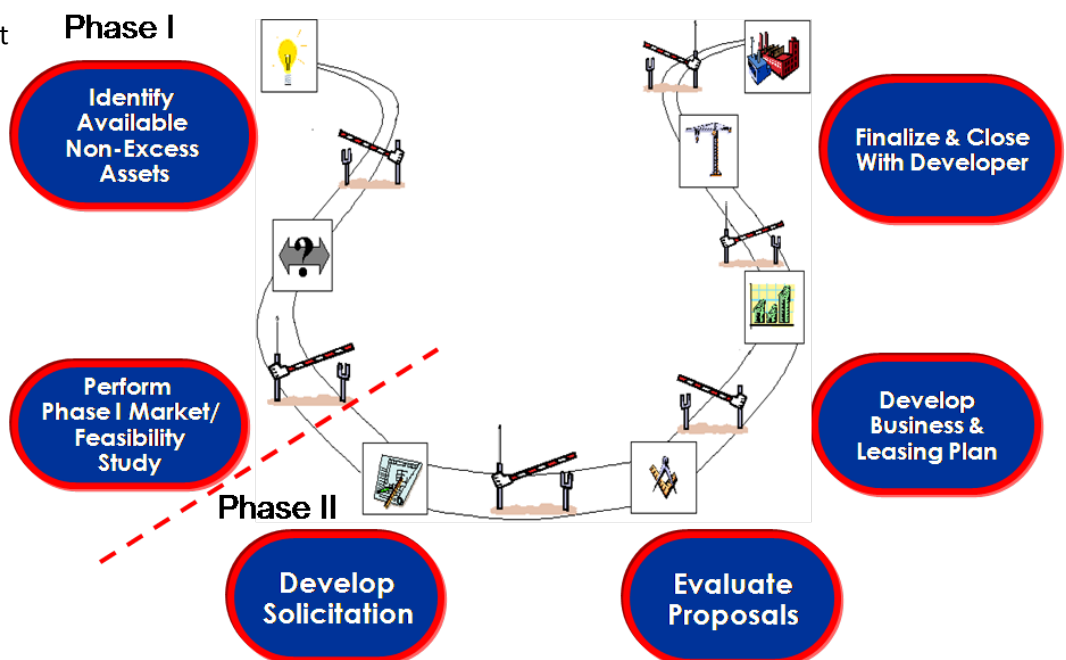 t
Phase I
Identify
Available
Non-Excess
Assets
Perform
Phase I Market/
Feasibility
Study
Phase II
Develop
Solicitation
Evaluate
Proposals
Develop
Business &
Leasing Plan
Finalize & Close
With Developer
?